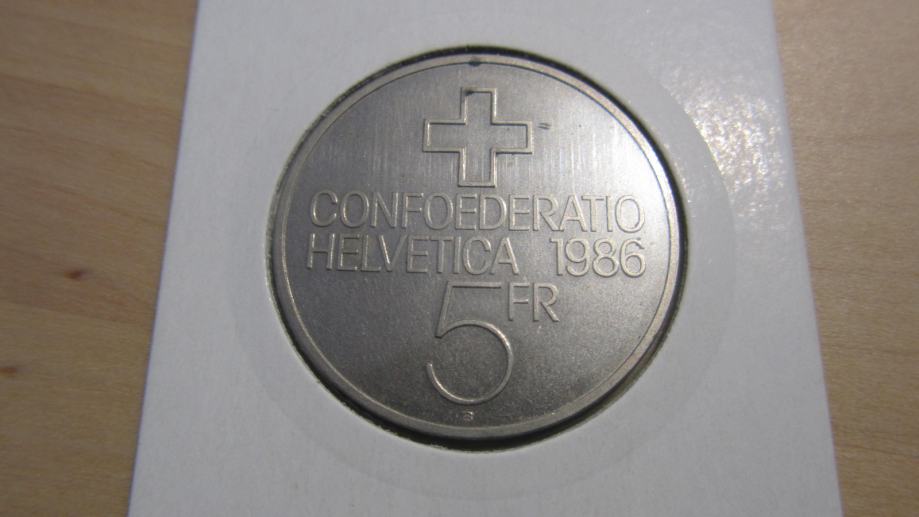 CONFOEDERATIO
HELVETICA 1986
5 FR
B